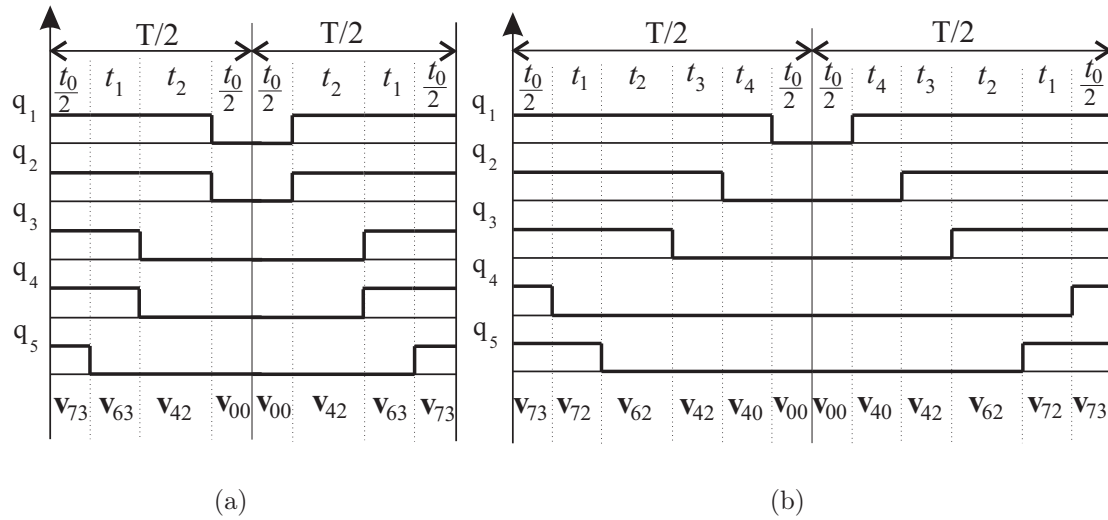 T/2 T/2
t0/2 t1 t2 t0/2 t0/2 t2 t1 t0/2
q1
q2
q3
q4
q5
v73 v63 v42 v00 v00 v42 v63 v73
(a)
T/2 T/2
t0/2 t1 t2 t3 t4 t0/2 t0/2 t4 t3 t2 t1 t0/2
q1
q2
q3
q4
q5
v73 v72 v62 v42 v40 v00 v00 v40 v42 v62 v72 v73
(b)